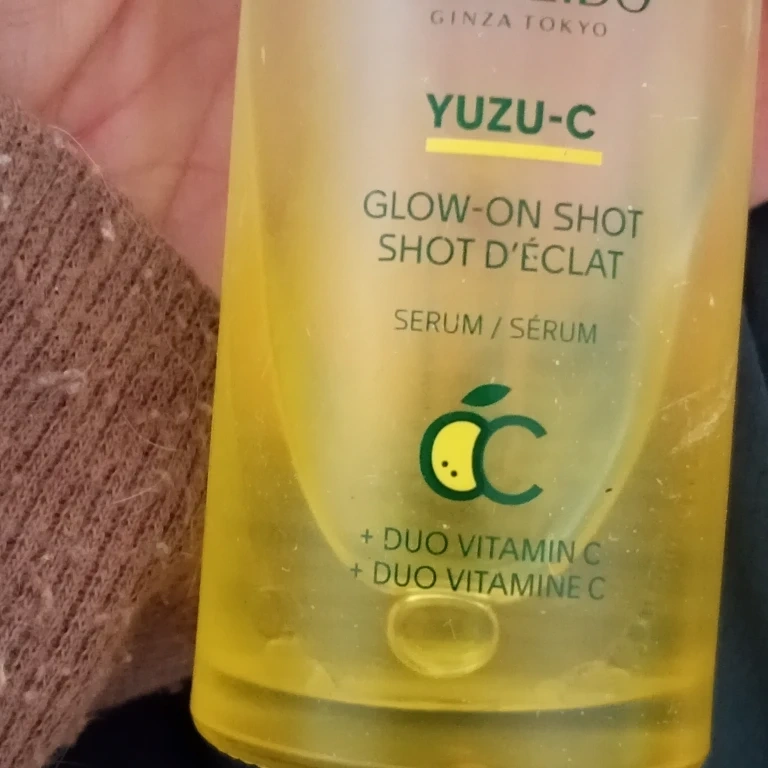 GINZA TOKYO
YUZU-C
GLOW-ON SHOT
SHOT D'ÉCLAT
SERUM / SÉRUM
+ DUO VITAMIN C
+ DUO VITAMINE C